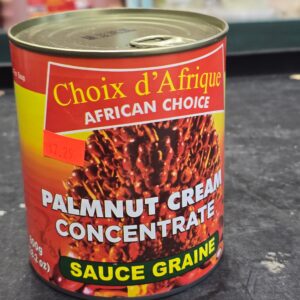 Choix d'Afrique
AFRICAN CHOICE
PALMNUT CREAM
CONCENTRATE
SAUCE GRAINE